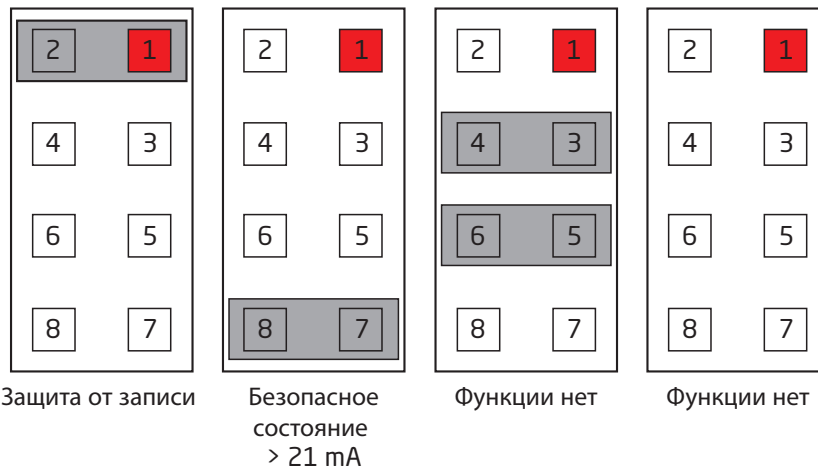 2 1 2 1 2 1 2 1
4 3 4 3 4 3 4 3
6 5 6 5 6 5 6 5
8 7 8 7 8 7 8 7
Защита от записи Безопасное Функции нет Функции нет
состояние
> 21 mA